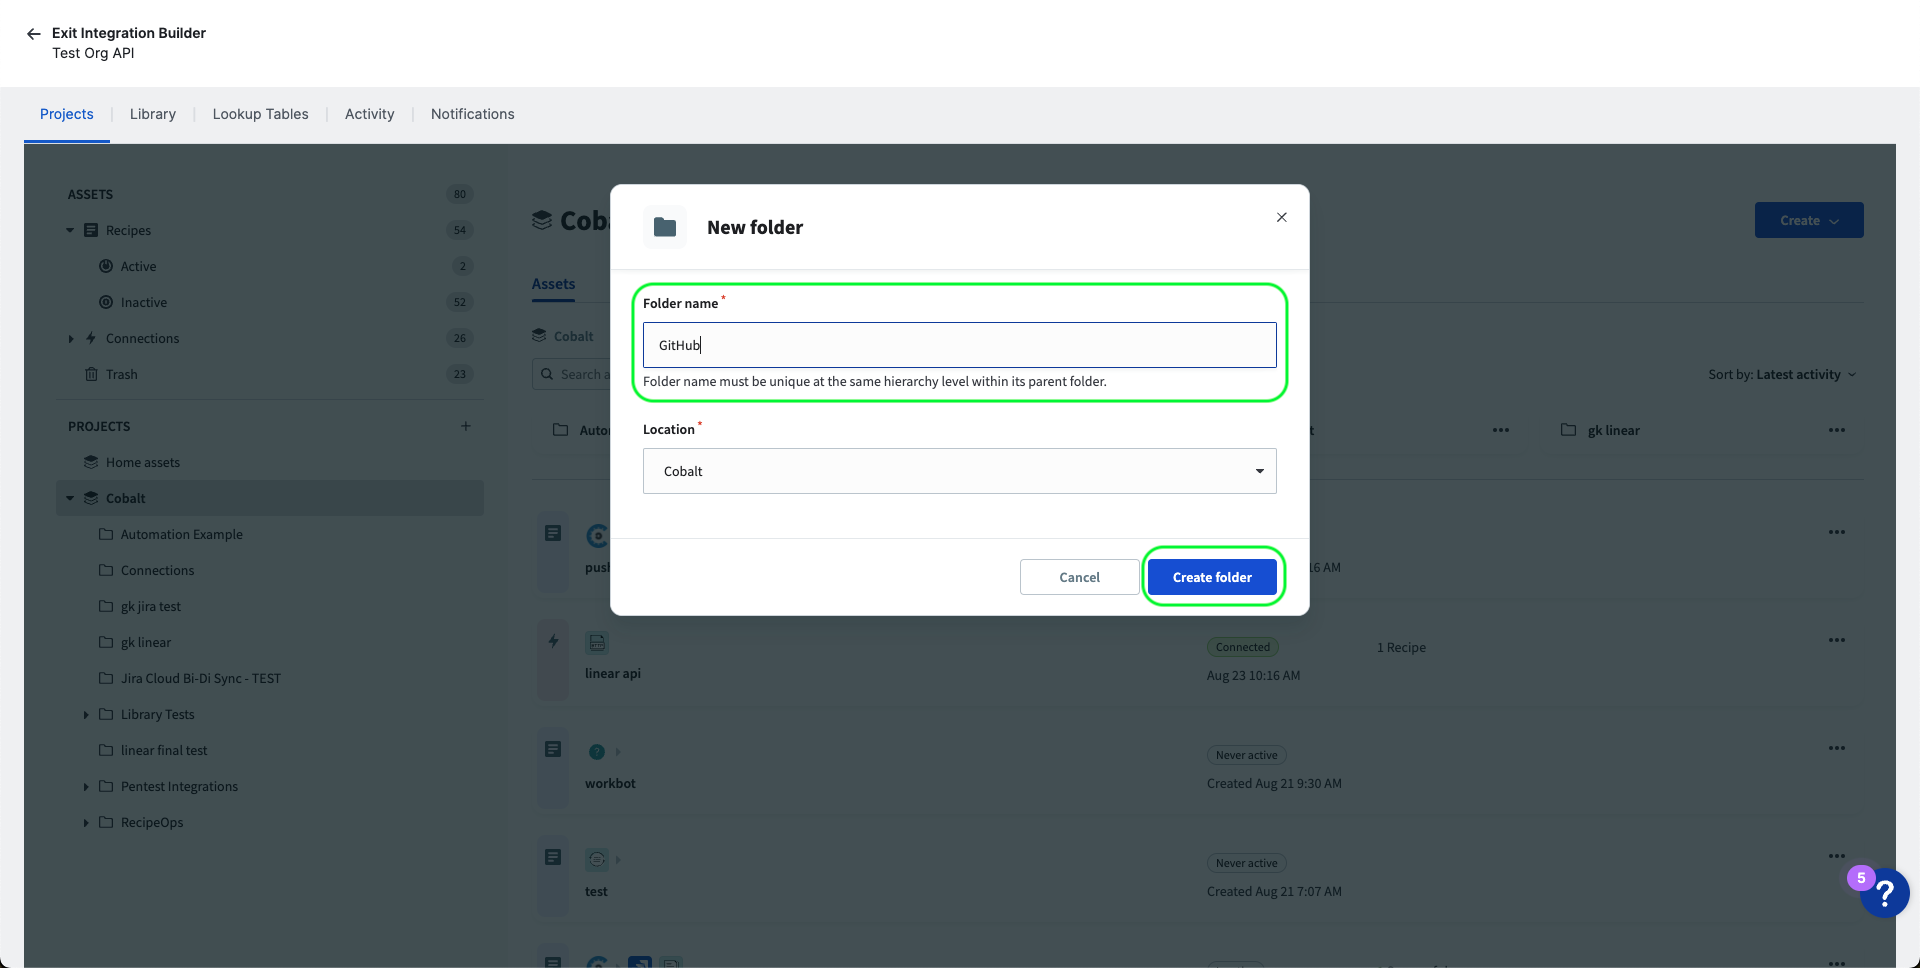 Exit Integration Builder
Test Org API
Projects
Library
Lookup Tables
Activity
Notifications
ASSETS
80
Recipes
54
Active
2
Inactive
52
Connections
26
Trash
23
PROJECTS
Home assets
Cobalt
Automation Example
Connections
gk jira test
gk linear
Jira Cloud Bi-Di Sync - TEST
Library Tests
linear final test
Pentest Integrations
RecipeOps
Create
Assets
Cobalt
Search
Sort by: Latest activity
gk linear
New folder
Folder name *
GitHub
Folder name must be unique at the same hierarchy level within its parent folder.
Location *
Cobalt
Cancel
Create folder
16 AM
linear api
Connected
1 Recipe
Aug 23 10:16 AM
workbot
Never active
Created Aug 21 9:30 AM
test
Never active
Created Aug 21 7:07 AM
5
?